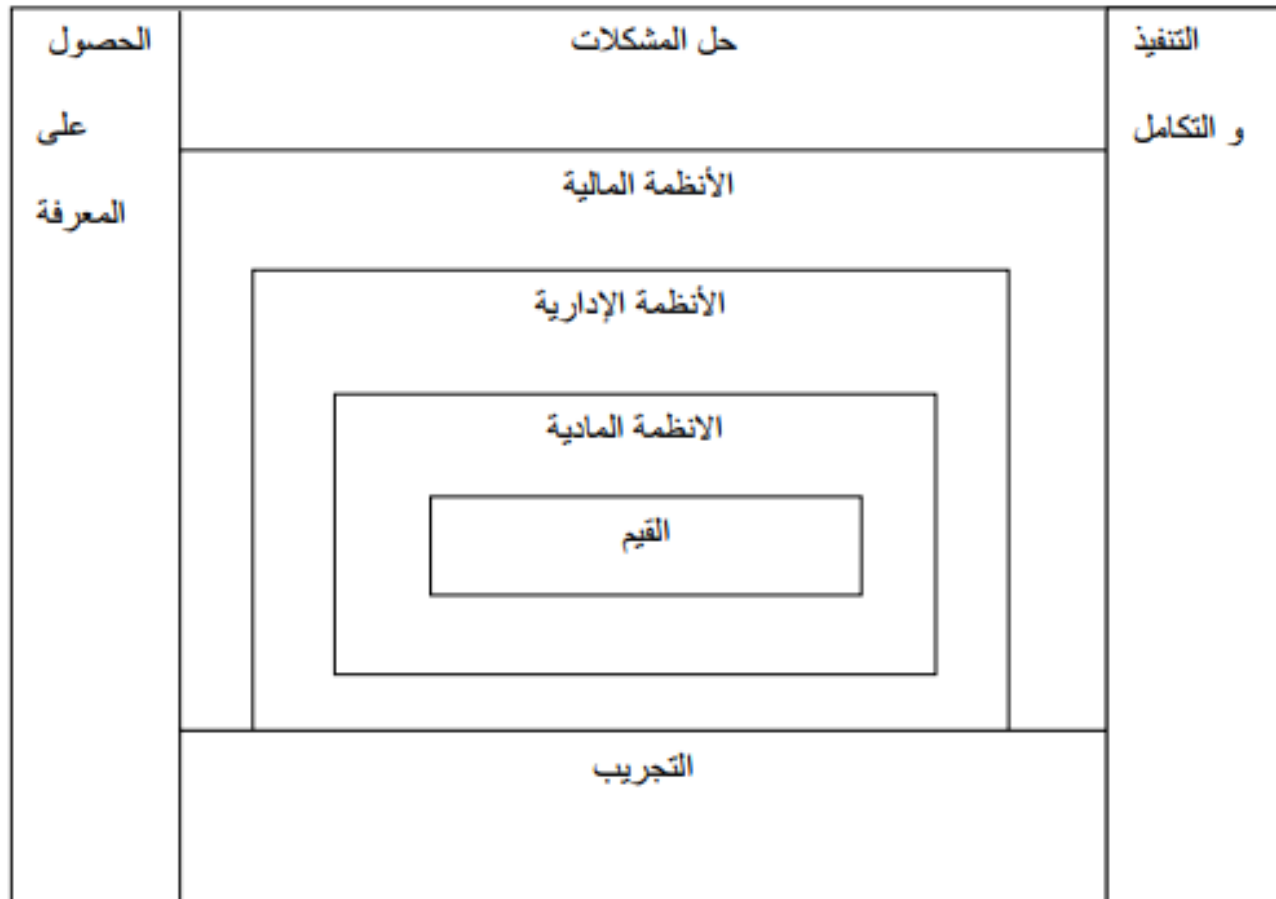 التنفيذ
و التكامل
حل المشكلات
الحصول
على
المعرفة
الأنظمة المالية
الأنظمة الإدارية
الانظمة المادية
القيم
التجريب